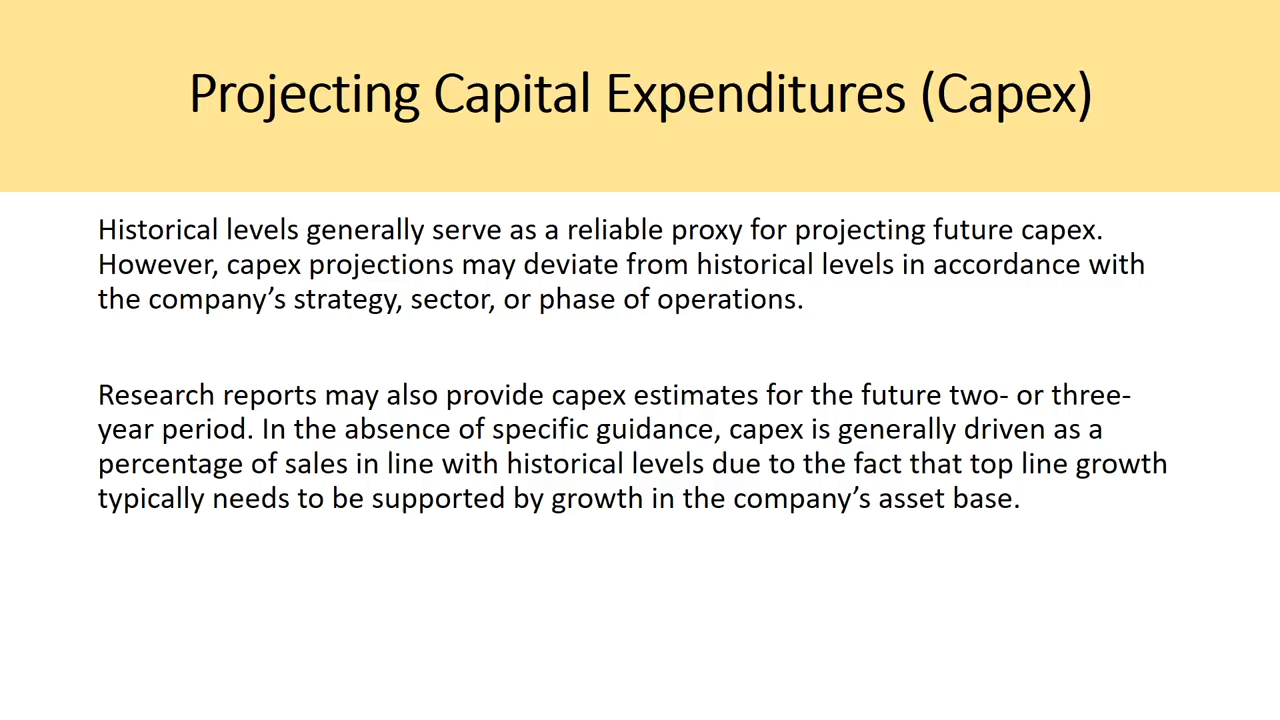 Projecting Capital Expenditures (Capex)
Historical levels generally serve as a reliable proxy for projecting future capex.
However, capex projections may deviate from historical levels in accordance with
the company’s strategy, sector, or phase of operations.
Research reports may also provide capex estimates for the future two- or three-
year period. In the absence of specific guidance, capex is generally driven as a
percentage of sales in line with historical levels due to the fact that top line growth
typically needs to be supported by growth in the company’s asset base.